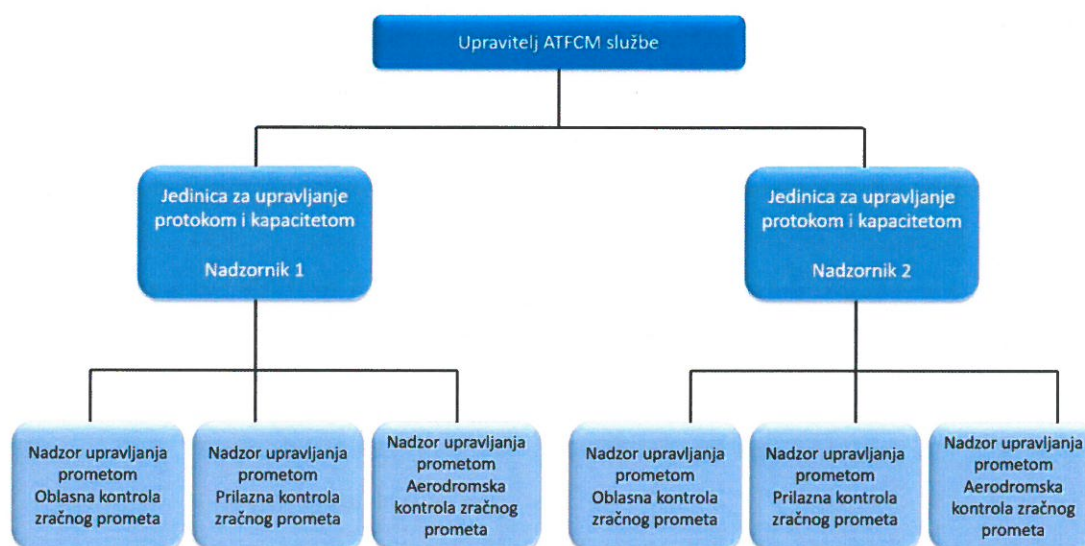 Upravitelj ATFCM službe
Jedinica za upravljanje
protokom i kapacitetom
Nadzornik 1
Jedinica za upravljanje
protokom i kapacitetom
Nadzornik 2
Nadzor upravljanja
prometom
Oblasna kontrola
zračnog prometa
Nadzor upravljanja
prometom
Prilazna kontrola
zračnog prometa
Nadzor upravljanja
prometom
Aerodromska
kontrola zračnog
prometa
Nadzor upravljanja
prometom
Oblasna kontrola
zračnog prometa
Nadzor upravljanja
prometom
Prilazna kontrola
zračnog prometa
Nadzor upravljanja
prometom
Aerodromska
kontrola zračnog
prometa